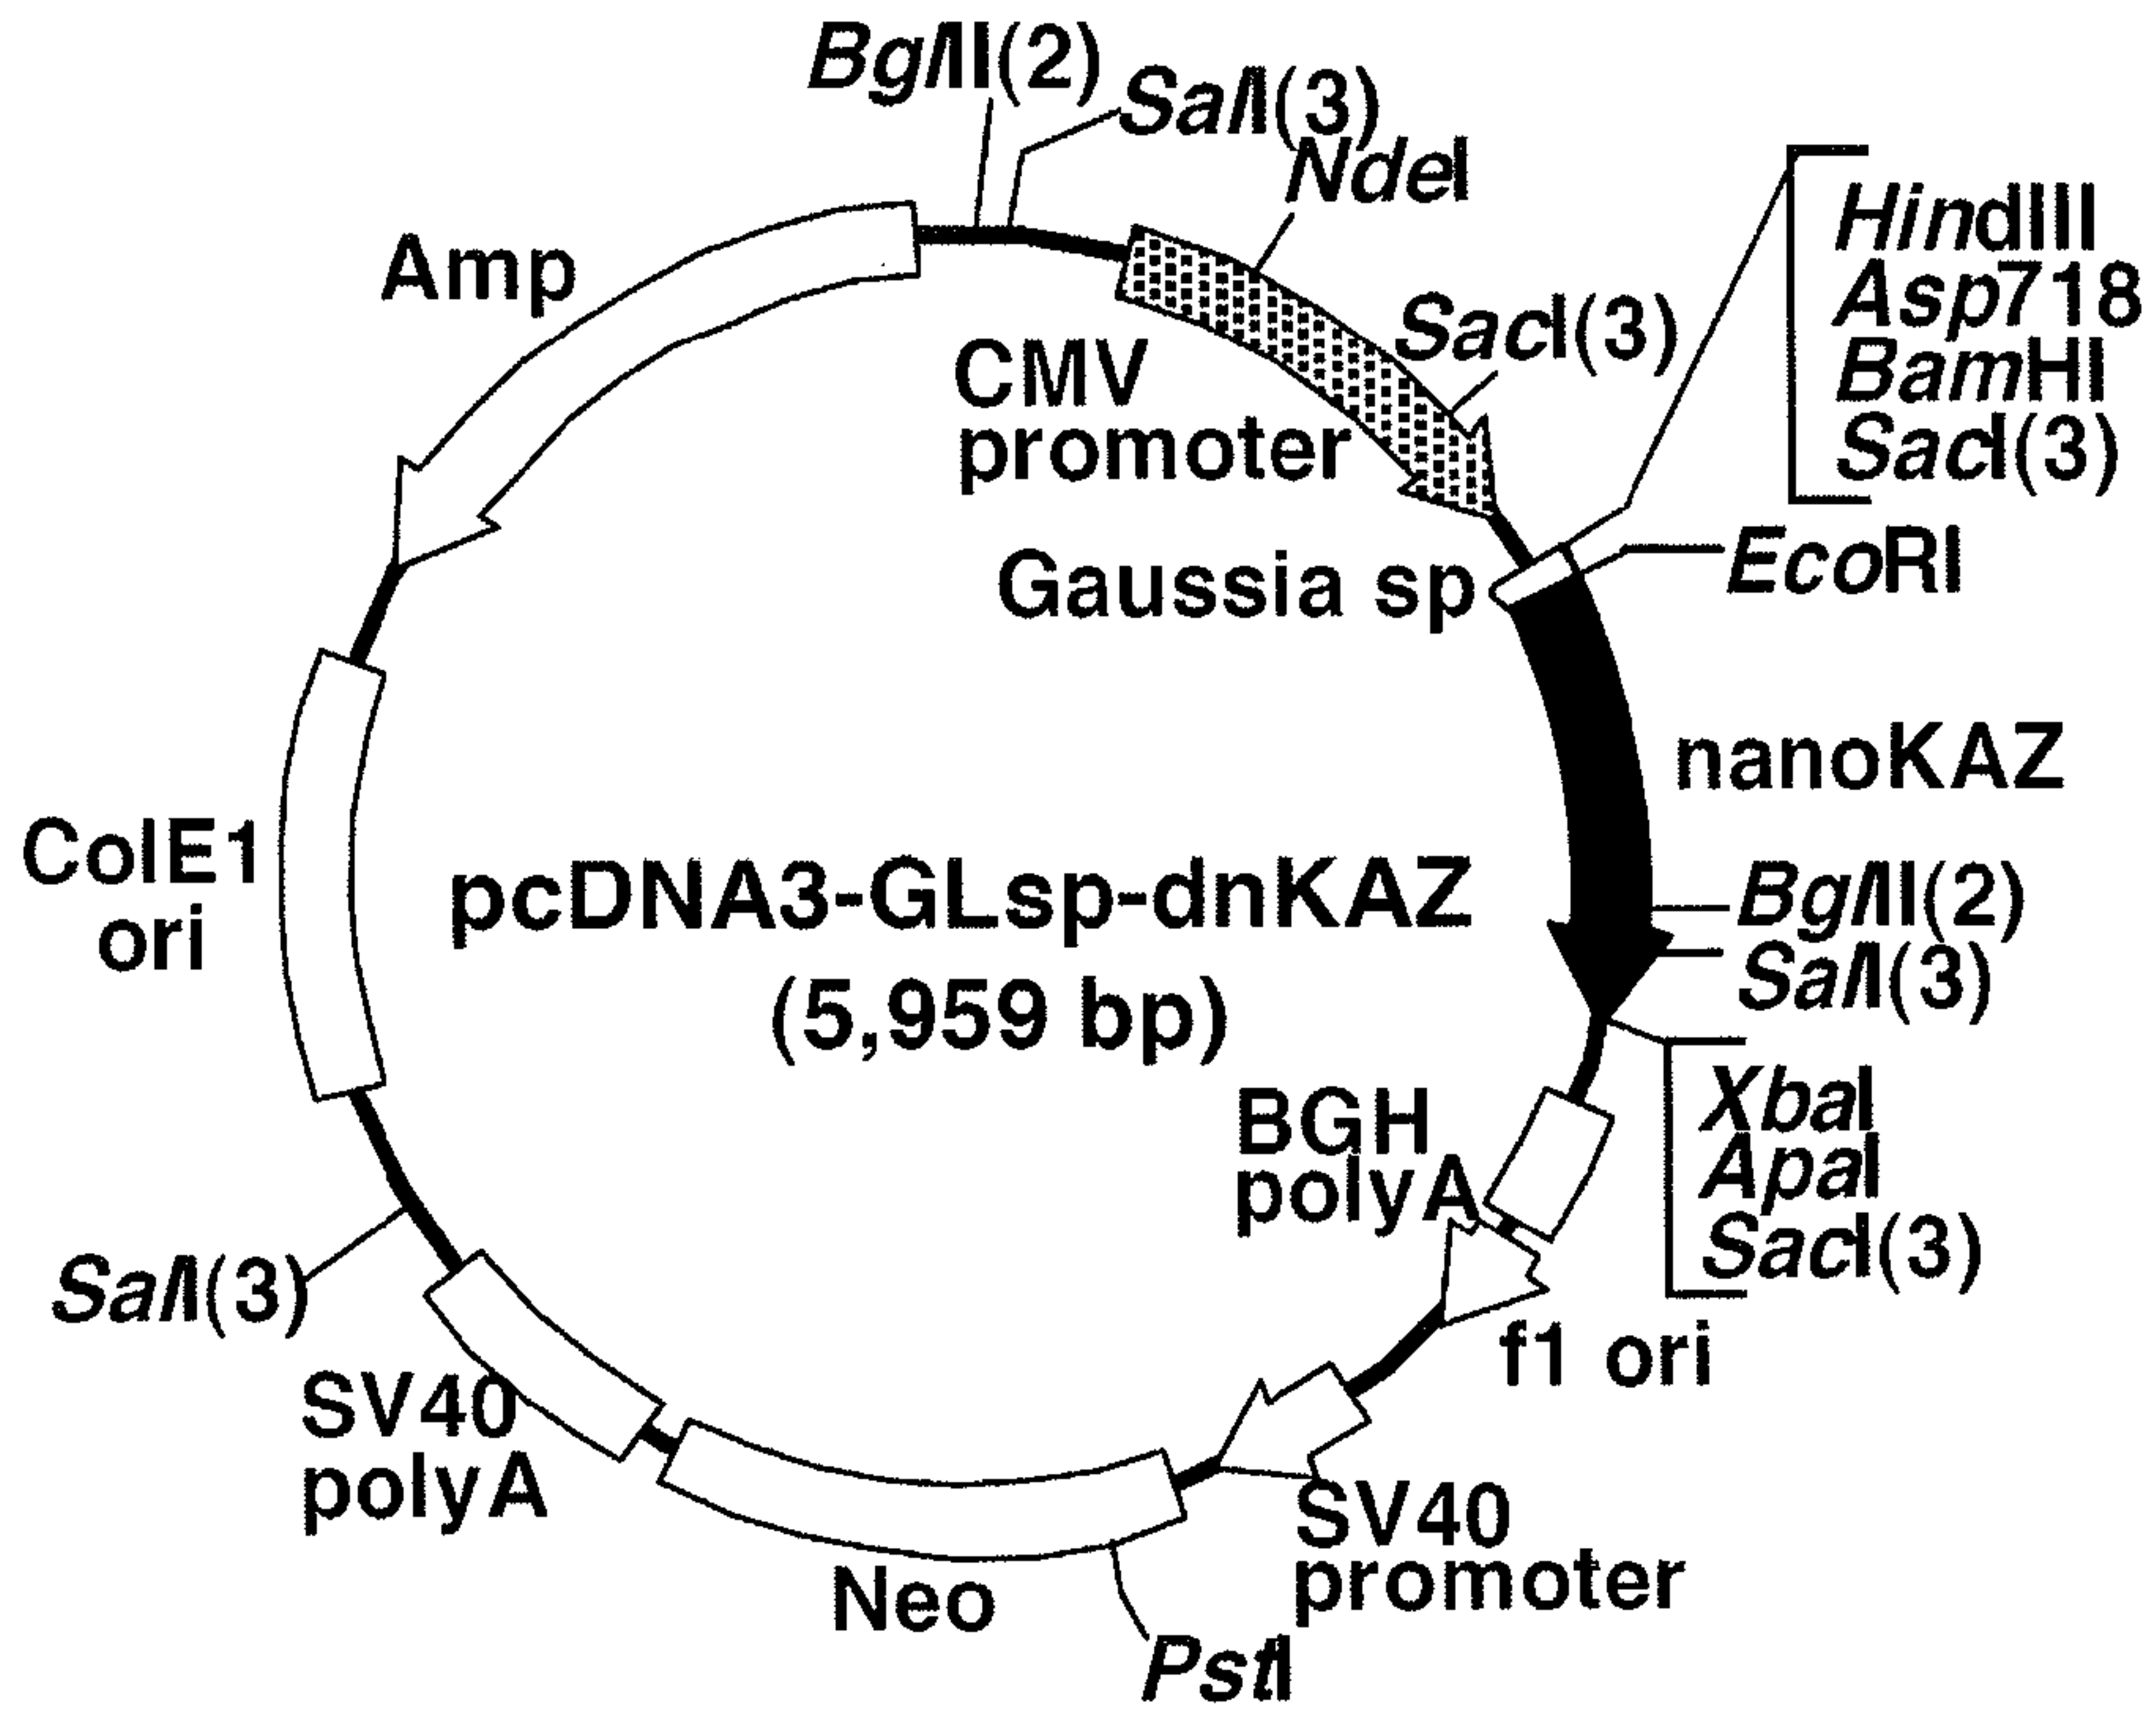 BglII(2)
SalI(3)
NdeI
HindIII
Asp718
BamHI
SacI(3)
Amp
SacI(3)
CMV
promoter
EcoRI
Gaussia sp
nanoKAZ
ColE1
ori
pcDNA3-GLsp-dnKAZ
(5,959 bp)
BglII(2)
SalI(3)
XbaI
ApaI
SacI(3)
BGH
polyA
SalI(3)
f1 ori
SV40
polyA
SV40
promoter
Neo
PstI